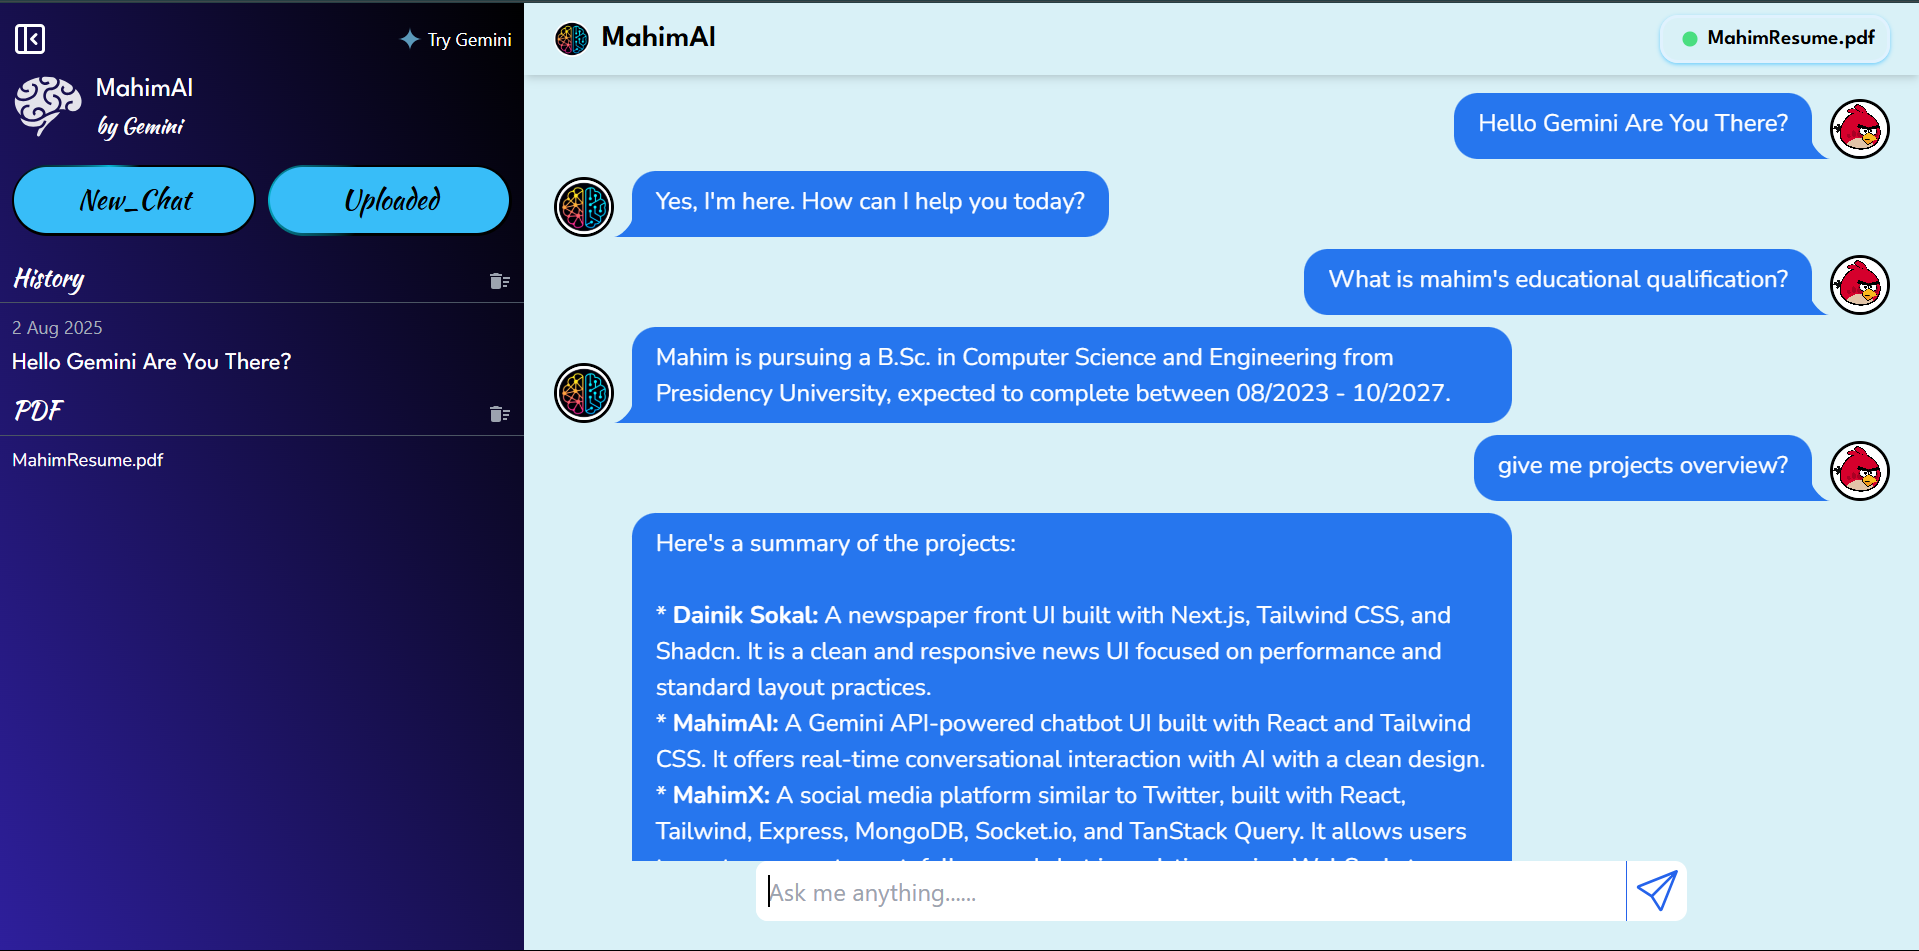 Try Gemini
MahimAI
by Gemini
New_Chat
Uploaded
History
2 Aug 2025
Hello Gemini Are You There?
PDF
MahimResume.pdf
MahimAI
MahimResume.pdf
Hello Gemini Are You There?
Yes, I'm here. How can I help you today?
What is mahim's educational qualification?
Mahim is pursuing a B.Sc. in Computer Science and Engineering from
Presidency University, expected to complete between 08/2023 - 10/2027.
give me projects overview?
Here's a summary of the projects:
* Dainik Sokal: A newspaper front UI built with Next.js, Tailwind CSS, and
Shadcn. It is a clean and responsive news UI focused on performance and
standard layout practices.
* MahimAI: A Gemini API-powered chatbot UI built with React and Tailwind
CSS. It offers real-time conversational interaction with AI with a clean design.
* MahimX: A social media platform similar to Twitter, built with React,
Tailwind, Express, MongoDB, Socket.io, and TanStack Query. It allows users
Ask me anything......